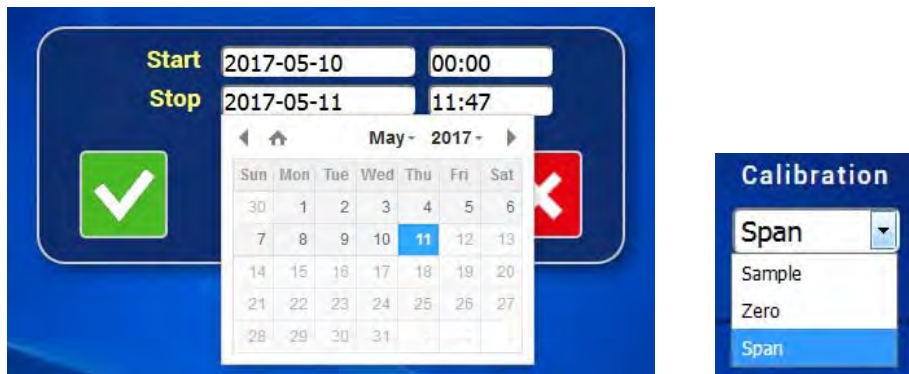 Start 2017-05-10 00:00
Stop 2017-05-11 11:47
May 2017
Sun Mon Tue Wed Thu Fri Sat
30 1 2 3 4 5 6
7 8 9 10 11 12 13
14 15 16 17 18 19 20
21 22 23 24 25 26 27
28 29 30 31
Calibration
Span
Sample
Zero
Span